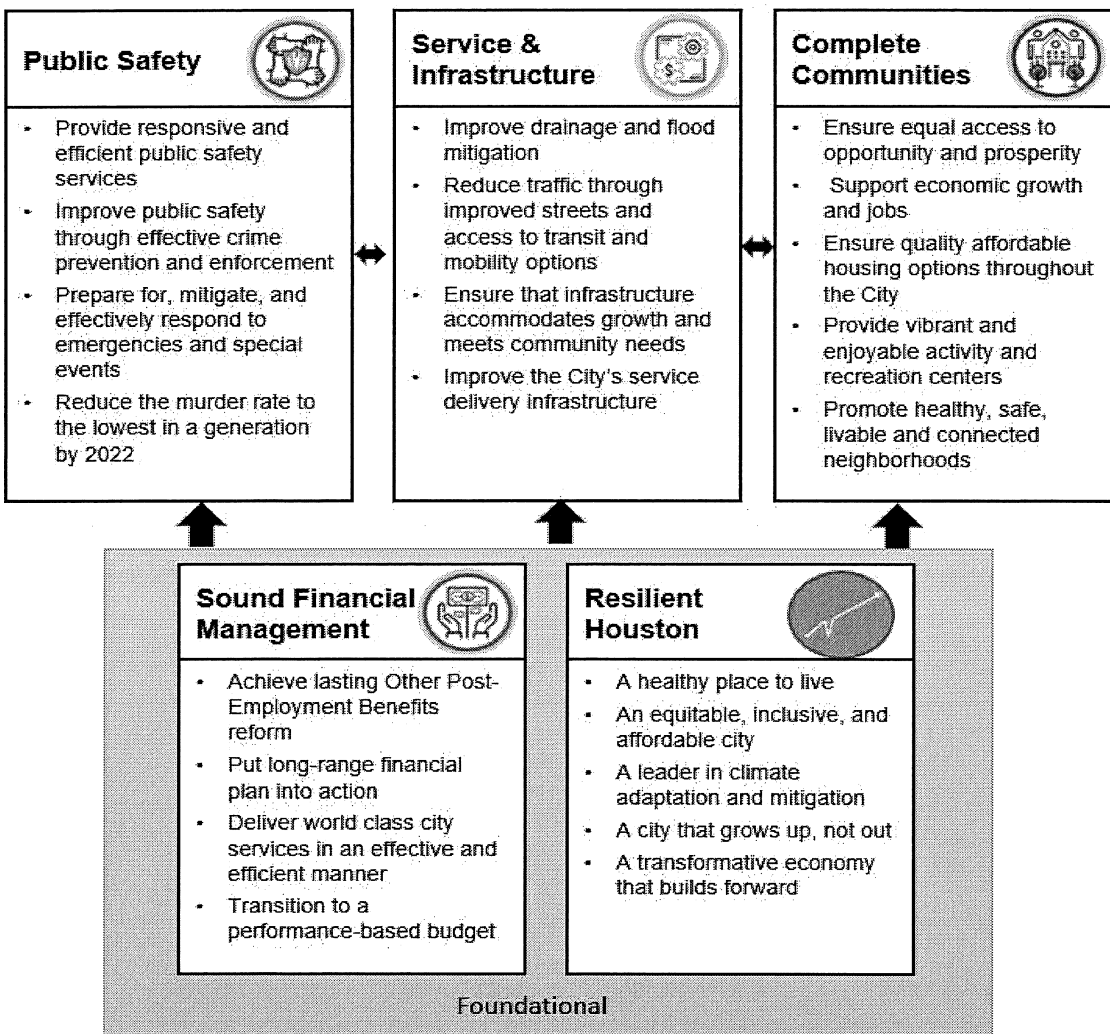 Public Safety
• Provide responsive and
efficient public safety
services
• Improve public safety
through effective crime
prevention and enforcement
• Prepare for, mitigate, and
effectively respond to
emergencies and special
events
• Reduce the murder rate to
the lowest in a generation
by 2022
Service &
Infrastructure
$
• Improve drainage and flood
mitigation
• Reduce traffic through
improved streets and
access to transit and
mobility options
• Ensure that infrastructure
accommodates growth and
meets community needs
• Improve the City's service
delivery infrastructure
Complete
Communities
• Ensure equal access to
opportunity and prosperity
• Support economic growth
and jobs
• Ensure quality affordable
housing options throughout
the City
• Provide vibrant and
enjoyable activity and
recreation centers
• Promote healthy, safe,
livable and connected
neighborhoods
Sound Financial
Management
• Achieve lasting Other Post-
Employment Benefits
reform
• Put long-range financial
plan into action
• Deliver world class city
services in an effective and
efficient manner
• Transition to a
performance-based budget
Resilient
Houston
• A healthy place to live
• An equitable, inclusive, and
affordable city
• A leader in climate
adaptation and mitigation
• A city that grows up, not out
• A transformative economy
that builds forward
Foundational